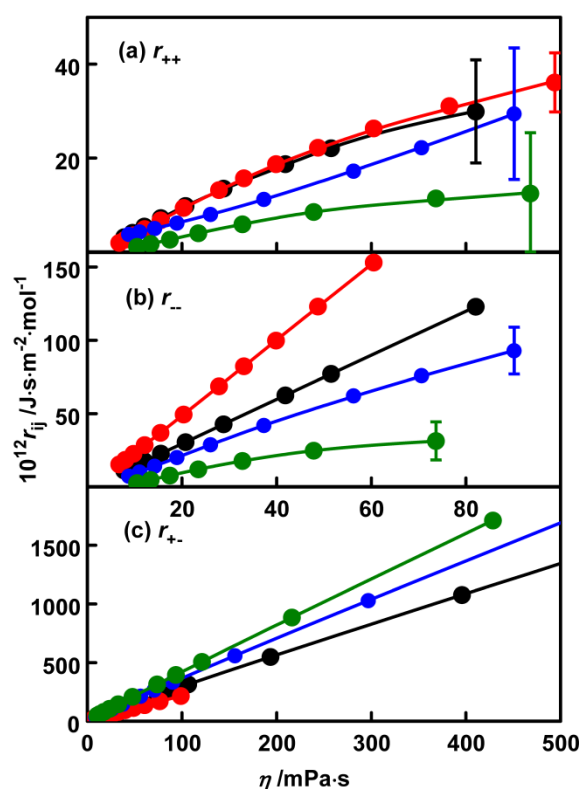 (a) r₊₊
40
20
(b) r₋₋
150
100
50
20 40 60 80
(c) r₊₋
1500
1000
500
0
0 100 200 300 400 500
10¹²rᵢⱼ /J·s·m⁻²·mol⁻¹
η /mPa·s